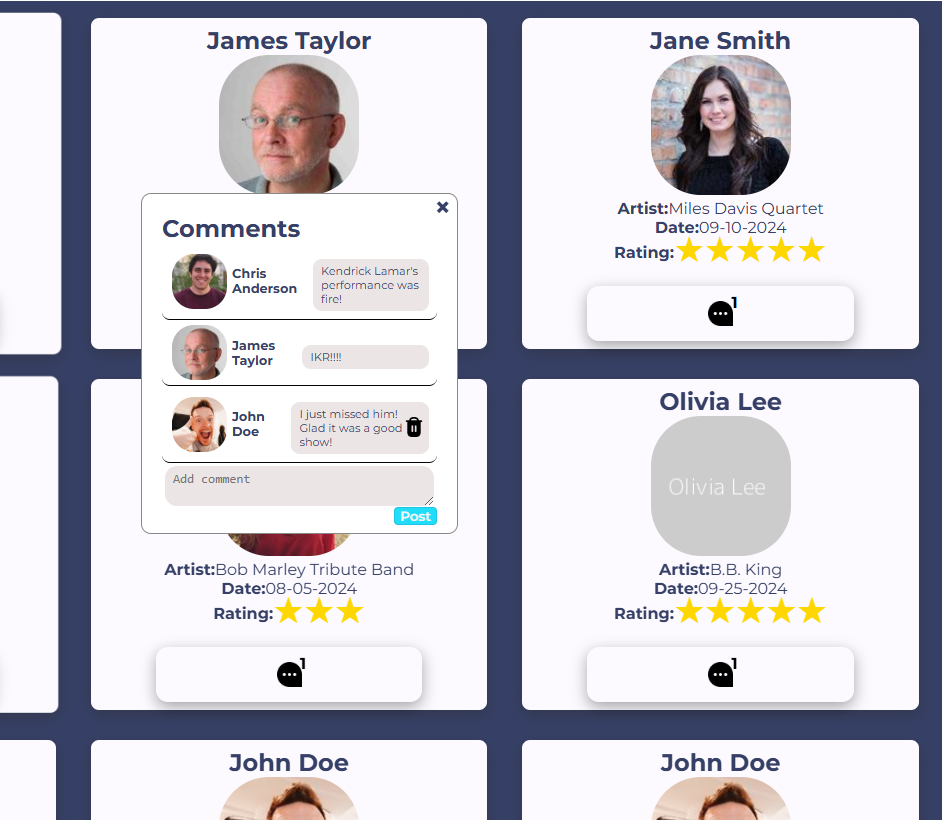 James Taylor
Jane Smith
Artist:Miles Davis Quartet
Date:09-10-2024
Rating:
1
Comments
Chris
Anderson
Kendrick Lamar's
performance was
fire!
James
Taylor
IKR!!!!
John
Doe
I just missed him!
Glad it was a good
show!
Add comment
Post
Artist:Bob Marley Tribute Band
Date:08-05-2024
Rating:
1
Olivia Lee
Olivia Lee
Artist:B.B. King
Date:09-25-2024
Rating:
1
John Doe
John Doe